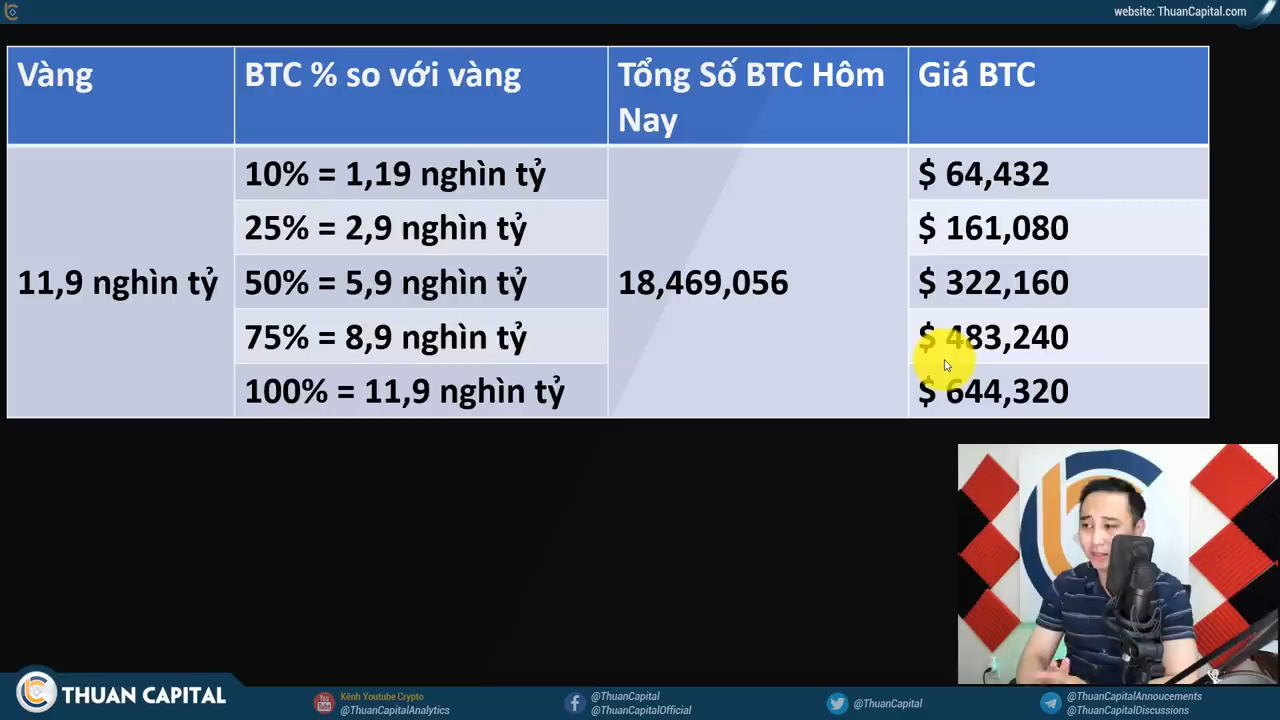 website: ThuanCapital.com
Vàng
BTC % so với vàng
Tổng Số BTC Hôm
Nay
Giá BTC
11,9 nghìn tỷ
10% = 1,19 nghìn tỷ
25% = 2,9 nghìn tỷ
50% = 5,9 nghìn tỷ
75% = 8,9 nghìn tỷ
100% = 11,9 nghìn tỷ
18,469,056
$ 64,432
$ 161,080
$ 322,160
$ 483,240
$ 644,320
THUAN CAPITAL
Kênh Youtube Crypto
@ThuanCapitalAnalytics
@ThuanCapital
@ThuanCapitalOfficial
@ThuanCapital
@ThuanCapitalAnnoucements
@ThuanCapitalDiscussions